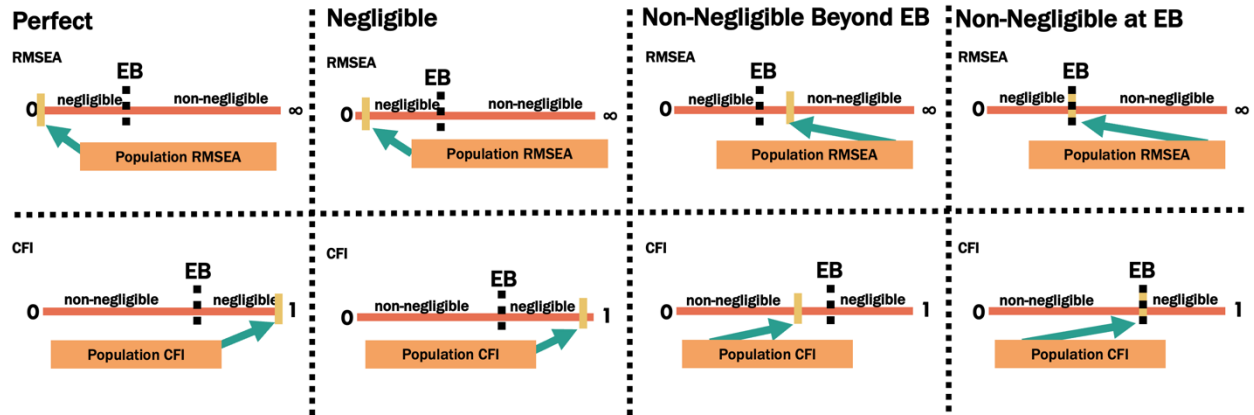 Perfect
RMSEA
EB
0 negligible non-negligible ∞
Population RMSEA
Negligible
RMSEA
EB
0 negligible non-negligible ∞
Population RMSEA
Non-Negligible Beyond EB
RMSEA
EB
negligible non-negligible ∞
Population RMSEA
Non-Negligible at EB
RMSEA
EB
0 negligible non-negligible ∞
Population RMSEA
CFI
EB
0 non-negligible negligible 1
Population CFI
CFI
EB
0 non-negligible negligible 1
Population CFI
CFI
EB
0 non-negligible negligible 1
Population CFI
CFI
EB
0 non-negligible negligible 1
Population CFI